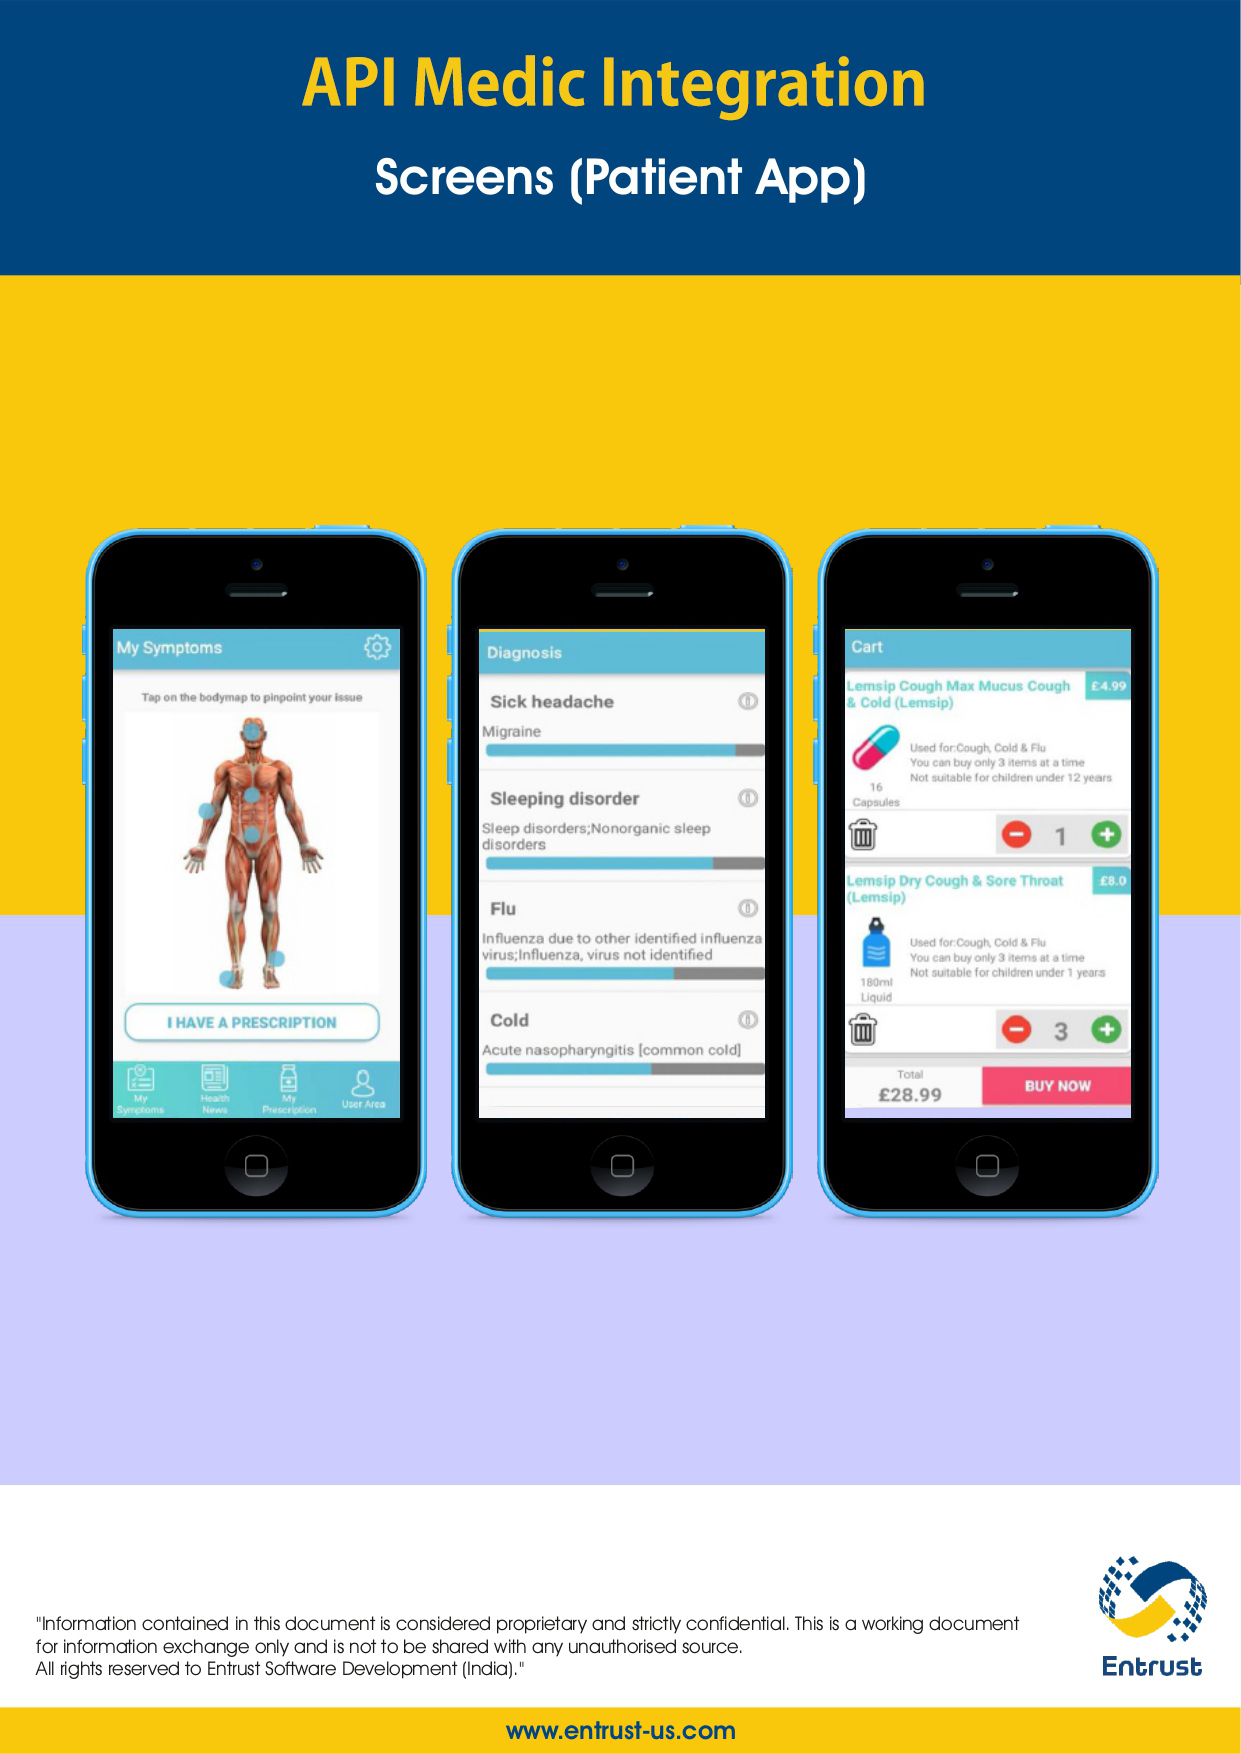 API Medic Integration
Screens (Patient App)
My Symptoms
Tap on the bodymap to pinpoint your issue
I HAVE A PRESCRIPTION
My
Symptoms
Health
News
My
Prescription
User Area
Diagnosis
Sick headache
Migraine
Sleeping disorder
Sleep disorders;Nonorganic sleep
disorders
Flu
Influenza due to other identified influenza
virus;Influenza, virus not identified
Cold
Acute nasopharyngitis [common cold]
Cart
Lemsip Cough Max Mucus Cough
& Cold (Lemsip)
£4.99
Used for:Cough, Cold & Flu
You can buy only 3 items at a time
Not suitable for children under 12 years
16
Capsules
1
Lemsip Dry Cough & Sore Throat
(Lemsip)
£8.0
Used for:Cough, Cold & Flu
You can buy only 3 items at a time
Not suitable for children under 1 years
180ml
Liquid
3
Total
£28.99
BUY NOW
"Information contained in this document is considered proprietary and strictly confidential. This is a working document
for information exchange only and is not to be shared with any unauthorised source.
All rights reserved to Entrust Software Development (India)."
Entrust
www.entrust-us.com